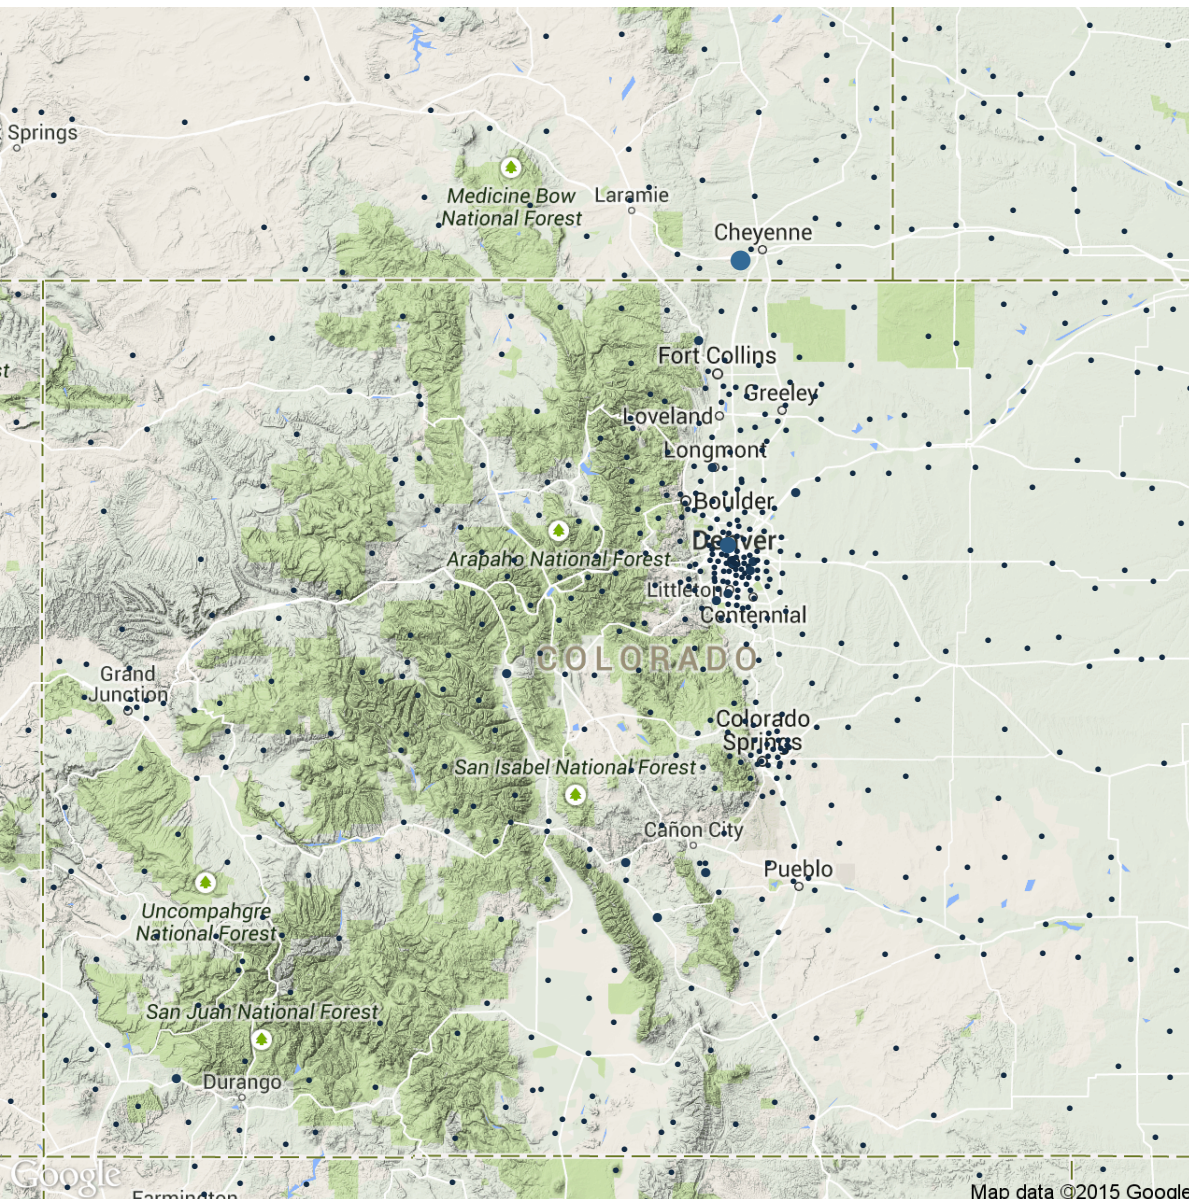 Springs
Medicine Bow
National Forest
Laramie
Cheyenne
st
Fort Collins
Greeley
Loveland
Longmont
Boulder
Denver
Arapaho National Forest
Littleton
Centennial
COLORADO
Grand
Junction
Colorado
Springs
San Isabel National Forest
Cañon City
Pueblo
Uncompahgre
National Forest
San Juan National Forest
Durango
Google
Farmington
Map data ©2015 Google